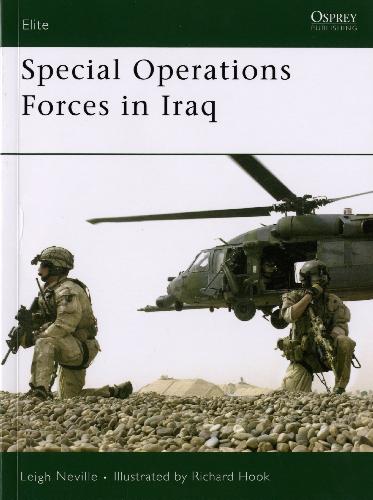 Elite
OSPREY
PUBLISHING
Special Operations
Forces in Iraq
Leigh Neville • Illustrated by Richard Hook